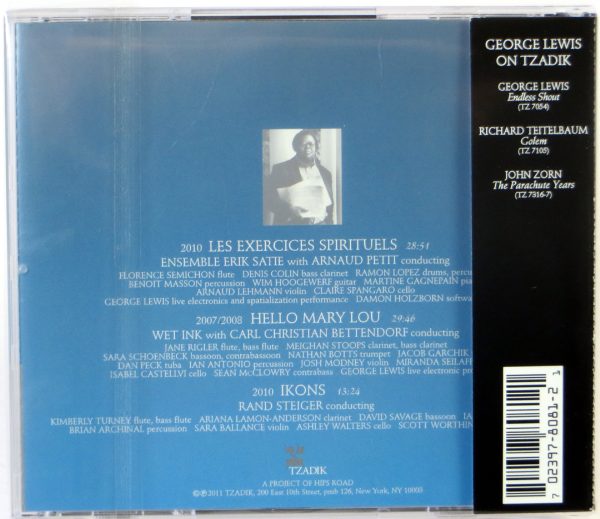 2010 LES EXERCICES SPIRITUELS 28:51
ENSEMBLE ERIK SATIE with ARNAUD PETIT conducting
FLORENCE SEMICHON flute, DENIS COLIN bass clarinet, RAMON LOPEZ drums, percu
BENOIT MASSON percussion, WIM HOOGEWERF guitar, MARTINE GAGNEPAIN pia
ARNAUD LEHMANN violin, CLAIRE SPANGARO cello
GEORGE LEWIS live electronics and spatialization performance, DAMON HOLZBORN softwa
2007/2008 HELLO MARY LOU 29:46
WET INK with CARL CHRISTIAN BETTENDORF conducting
JANE RIGLER flute, bass flute, MEIGHAN STOOPS clarinet, bass clarinet
SARA SCHOENBECK bassoon, contrabassoon, NATHAN BOTTS trumpet, JACOB GARCHIK
DAN PECK tuba, IAN ANTONIO percussion, JOSH MODNEY violin, MIRANDA SEILAFF
ISABEL CASTELLVI cello, SEAN McCLOWRY contrabass, GEORGE LEWIS live electronic pro
2010 IKONS 13:24
RAND STEIGER conducting
KIMBERLY TURNEY flute, bass flute, ARIANA LAMON-ANDERSON clarinet, DAVID SAVAGE bassoon, IA
BRIAN ARCHINAL percussion, SARA BALLANCE violin, ASHLEY WALTERS cello, SCOTT WORTHIN
TZADIK
A PROJECT OF HIPS ROAD
©℗2011 TZADIK, 200 East 10th Street, pmb 126, New York, NY 10003
GEORGE LEWIS
ON TZADIK
GEORGE LEWIS
Endless Shout
(TZ 7054)
RICHARD TEITELBAUM
Golem
(TZ 7105)
JOHN ZORN
The Parachute Years
(TZ 7316-7)
7 02397-8081-2 1